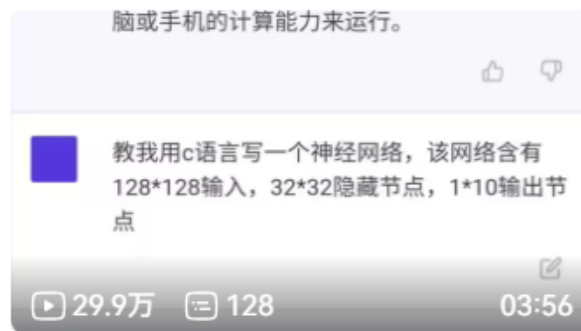 脑或手机的计算能力来运行。
教我用c语言写一个神经网络，该网络含有
128*128输入，32*32隐藏节点，1*10输出节
点
29.9万 128 03:56